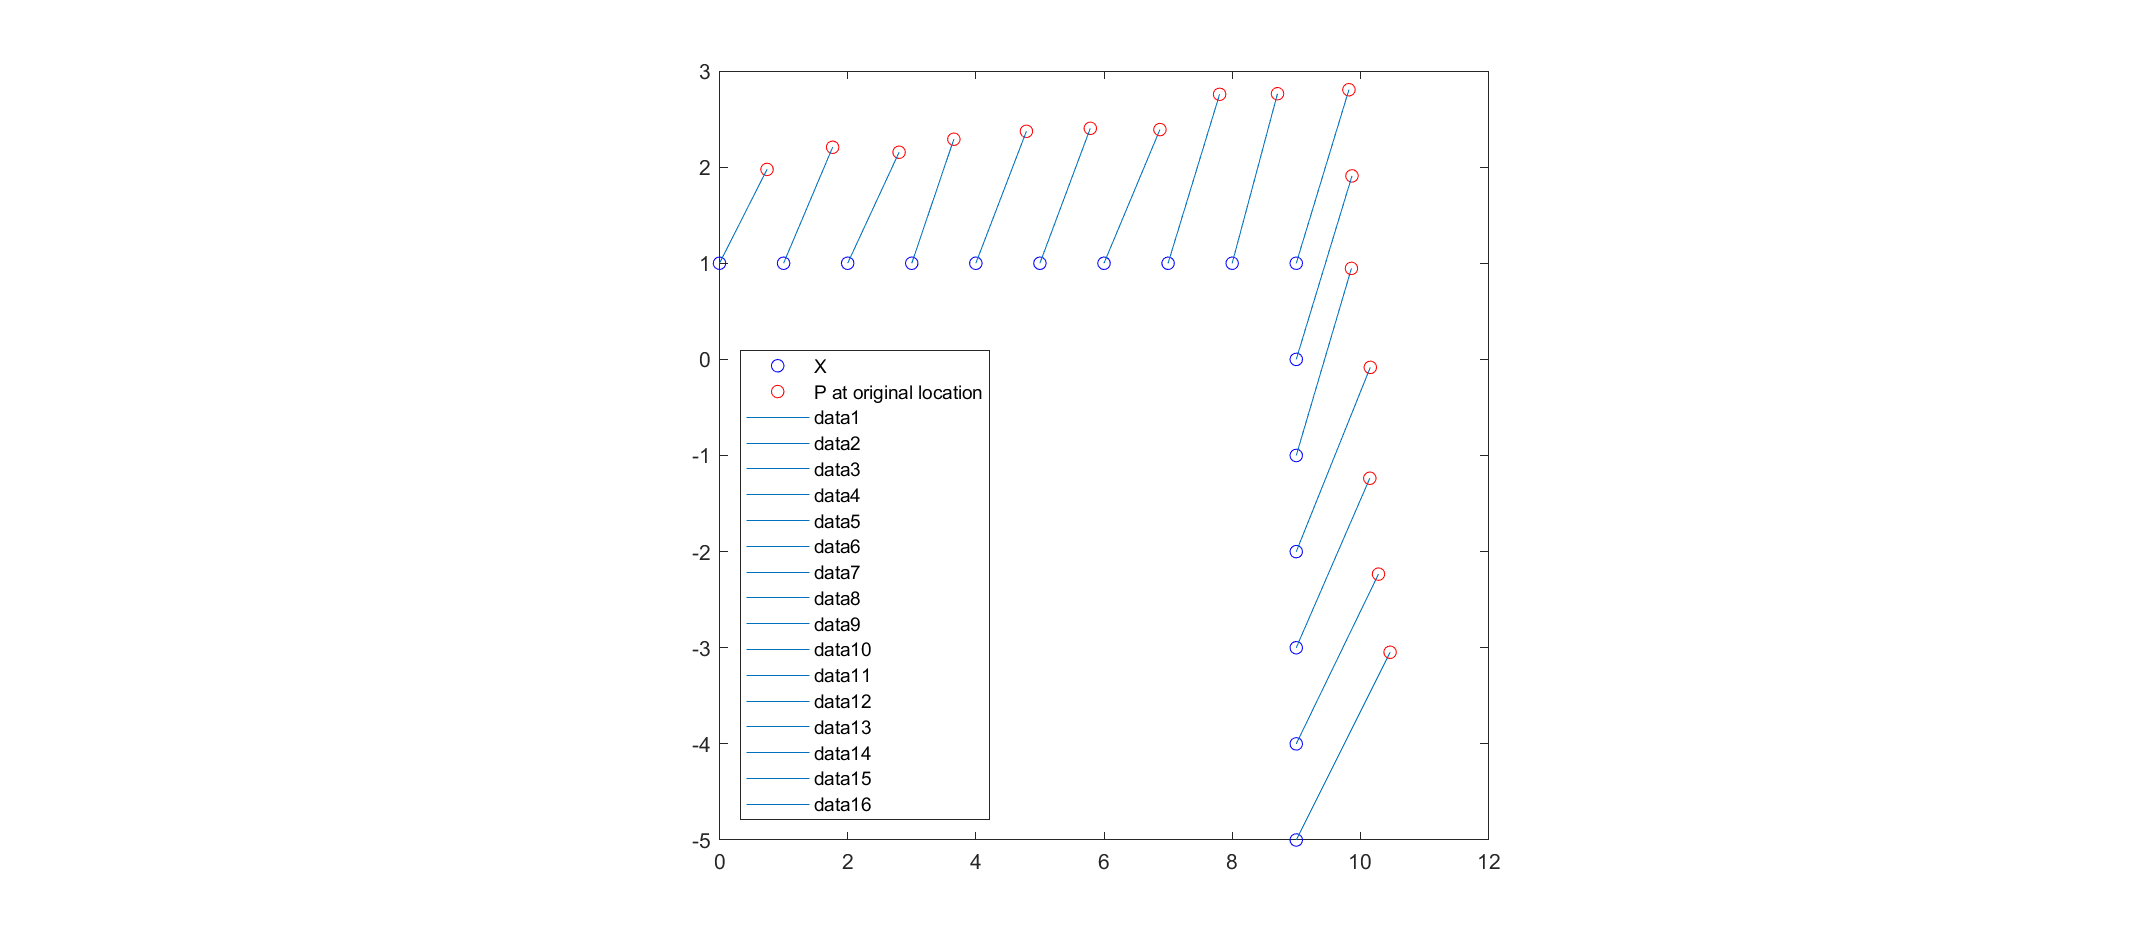 3
2
1
0
-1
-2
-3
-4
-5
X
P at original location
data1
data2
data3
data4
data5
data6
data7
data8
data9
data10
data11
data12
data13
data14
data15
data16
0 2 4 6 8 10 12